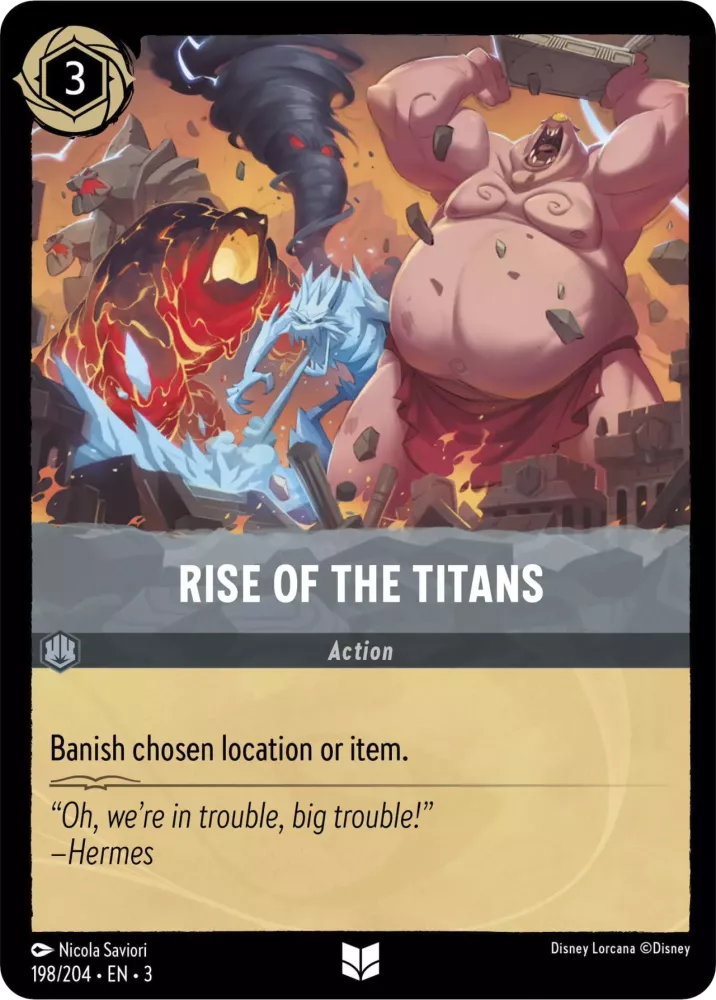 3
RISE OF THE TITANS
Action
Banish chosen location or item.
“Oh, we’re in trouble, big trouble!”
–Hermes
Nicola Saviori
198/204 • EN • 3
Disney Lorcana ©Disney